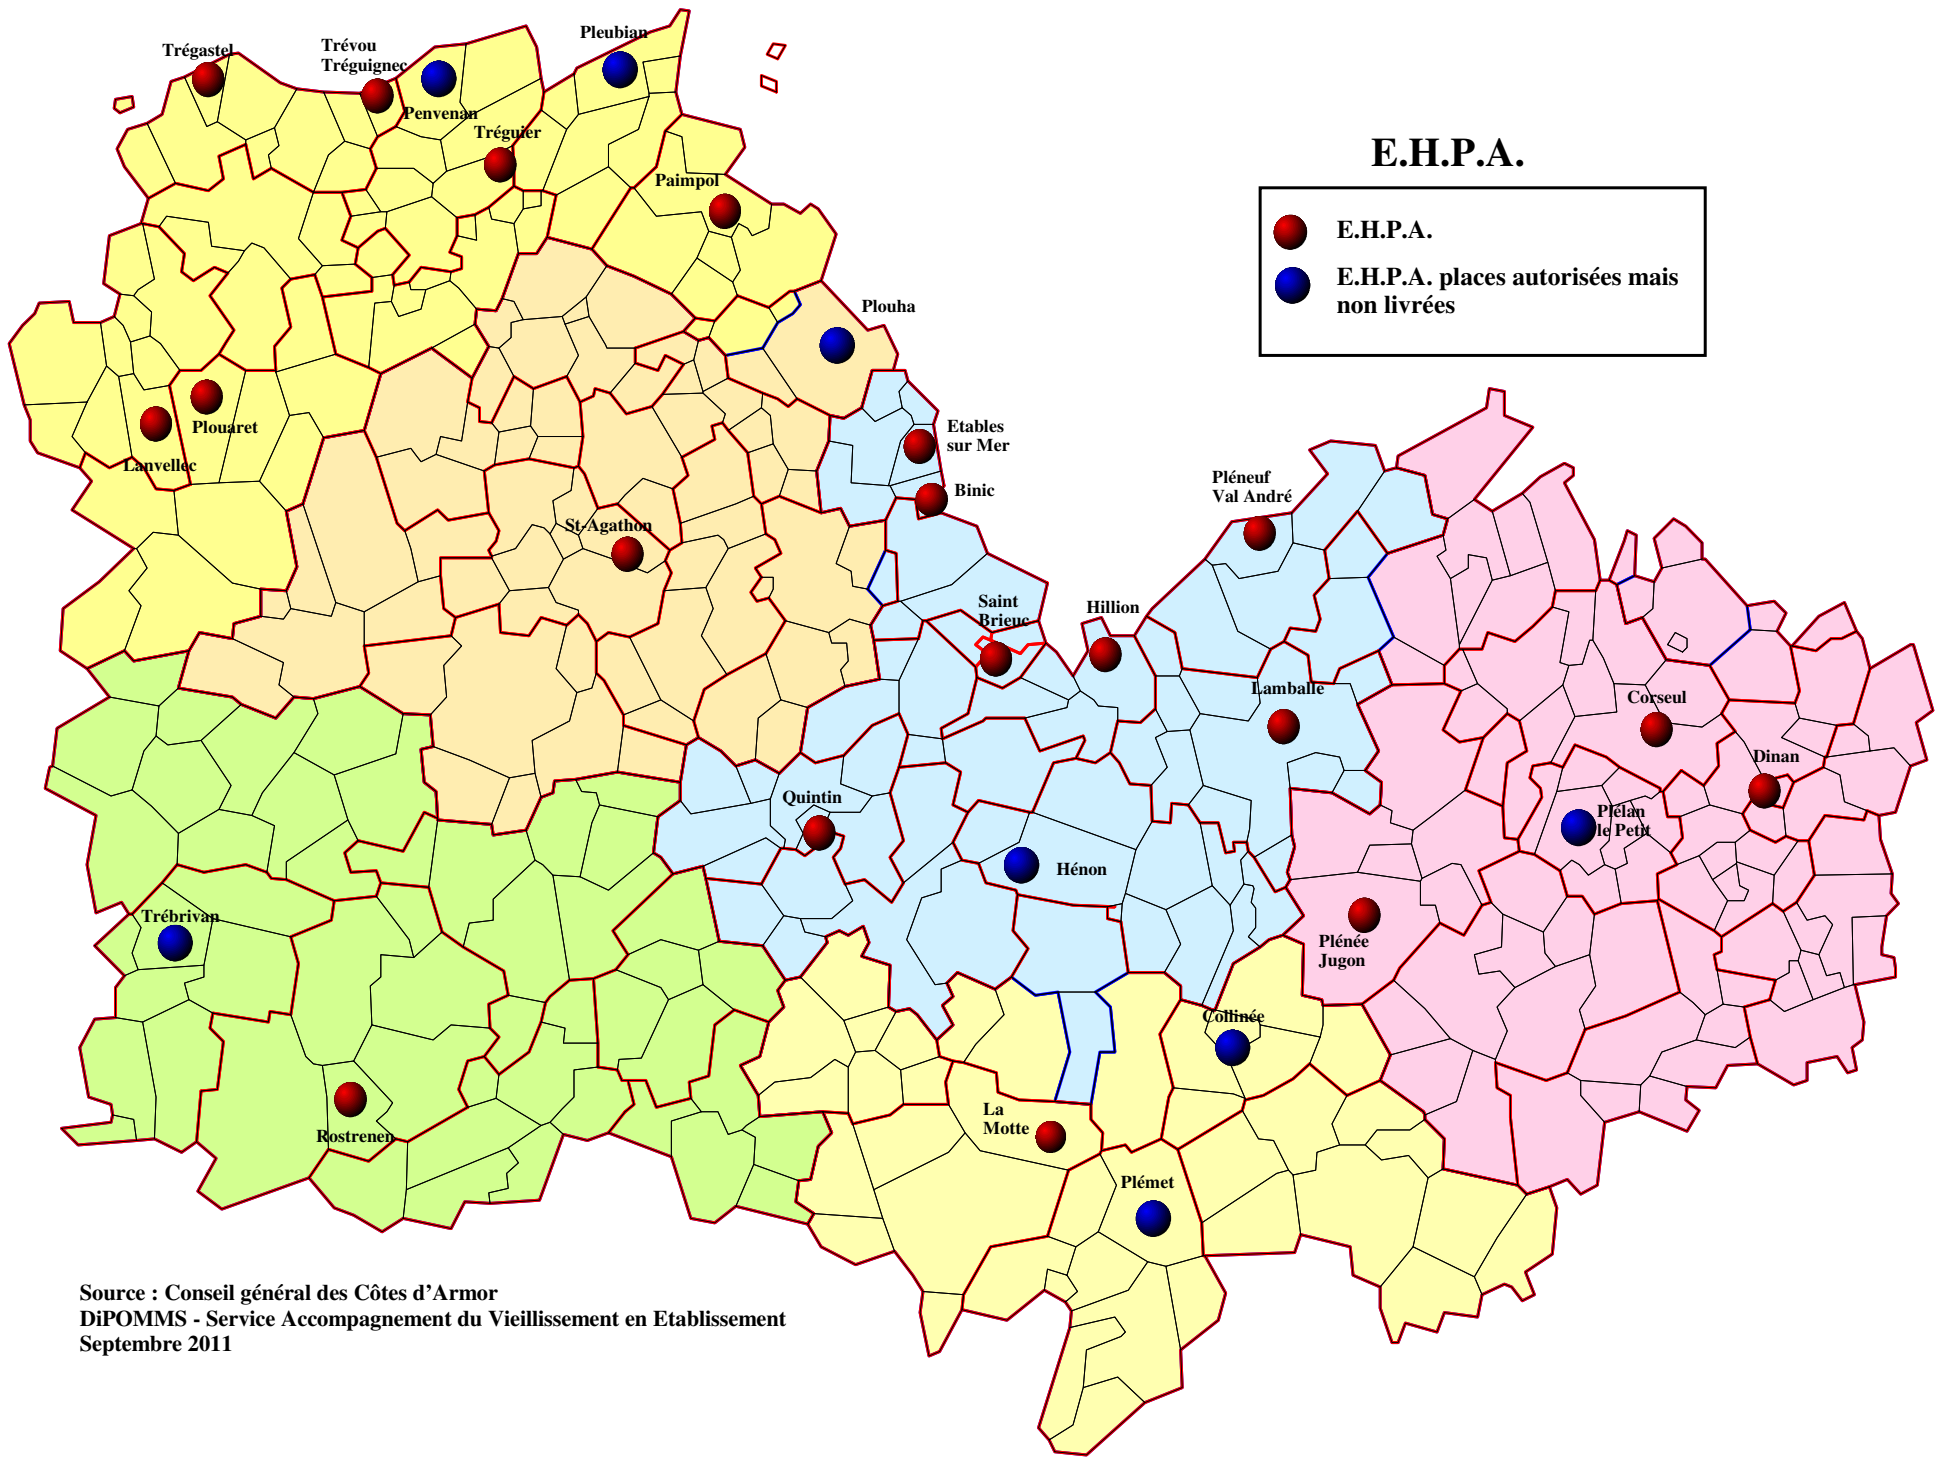 Pleubian
Trégastel
Trévou
Tréguignec
Penvenan
Tréguier
E.H.P.A.
Paimpol
E.H.P.A.
E.H.P.A. places autorisées mais
non livrées
Plouha
Plouaret
Lanvellec
Etables
sur Mer
Binic
Pléneuf
Val André
St-Agathon
Saint
Brieuc
Hillion
Lamballe
Corseul
Dinan
Quintin
Plélan
le Petit
Hénon
Trébrivan
Plénée
Jugon
Collinée
La
Motte
Rostrenen
Plémet
Source : Conseil général des Côtes d'Armor
DiPOMMS - Service Accompagnement du Vieillissement en Etablissement
Septembre 2011